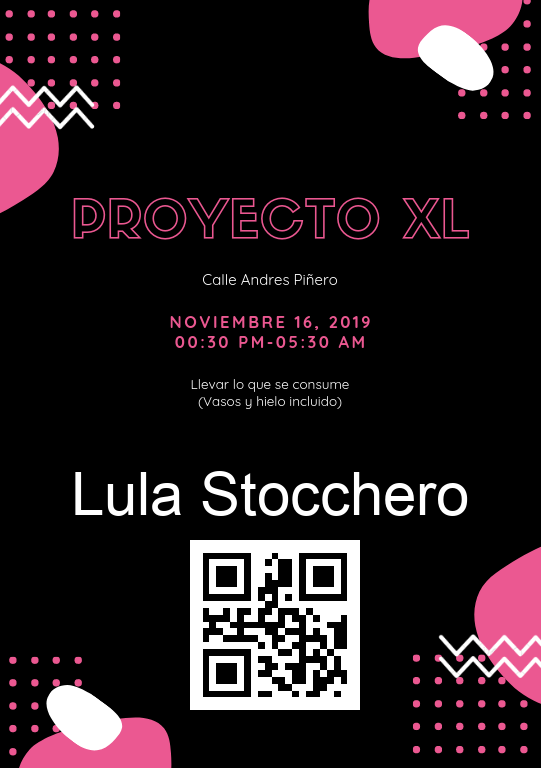 PROYECTO XL
Calle Andres Piñero
NOVIEMBRE 16, 2019
00:30 PM-05:30 AM
Llevar lo que se consume
(Vasos y hielo incluido)
Lula Stocchero